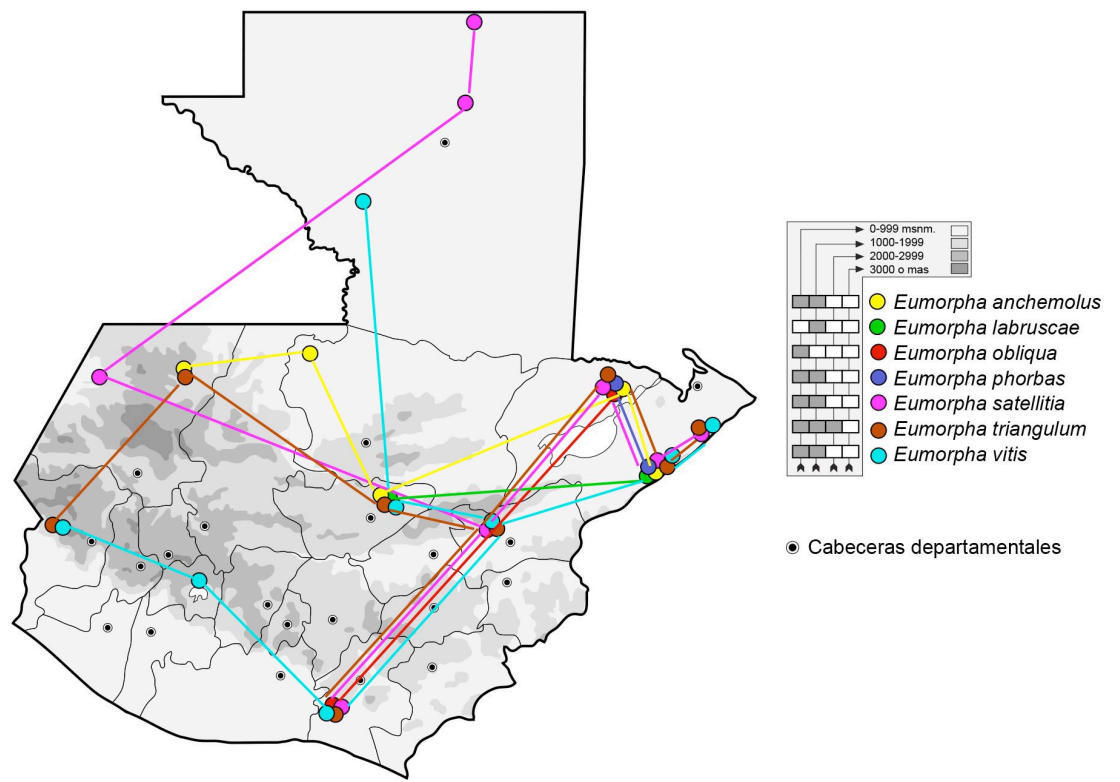 0-999 msnm.
1000-1999
2000-2999
3000 o mas
Eumorpha anchemolus
Eumorpha labruscae
Eumorpha obliqua
Eumorpha phorbas
Eumorpha satellitia
Eumorpha triangulum
Eumorpha vitis
Cabeceras departamentales